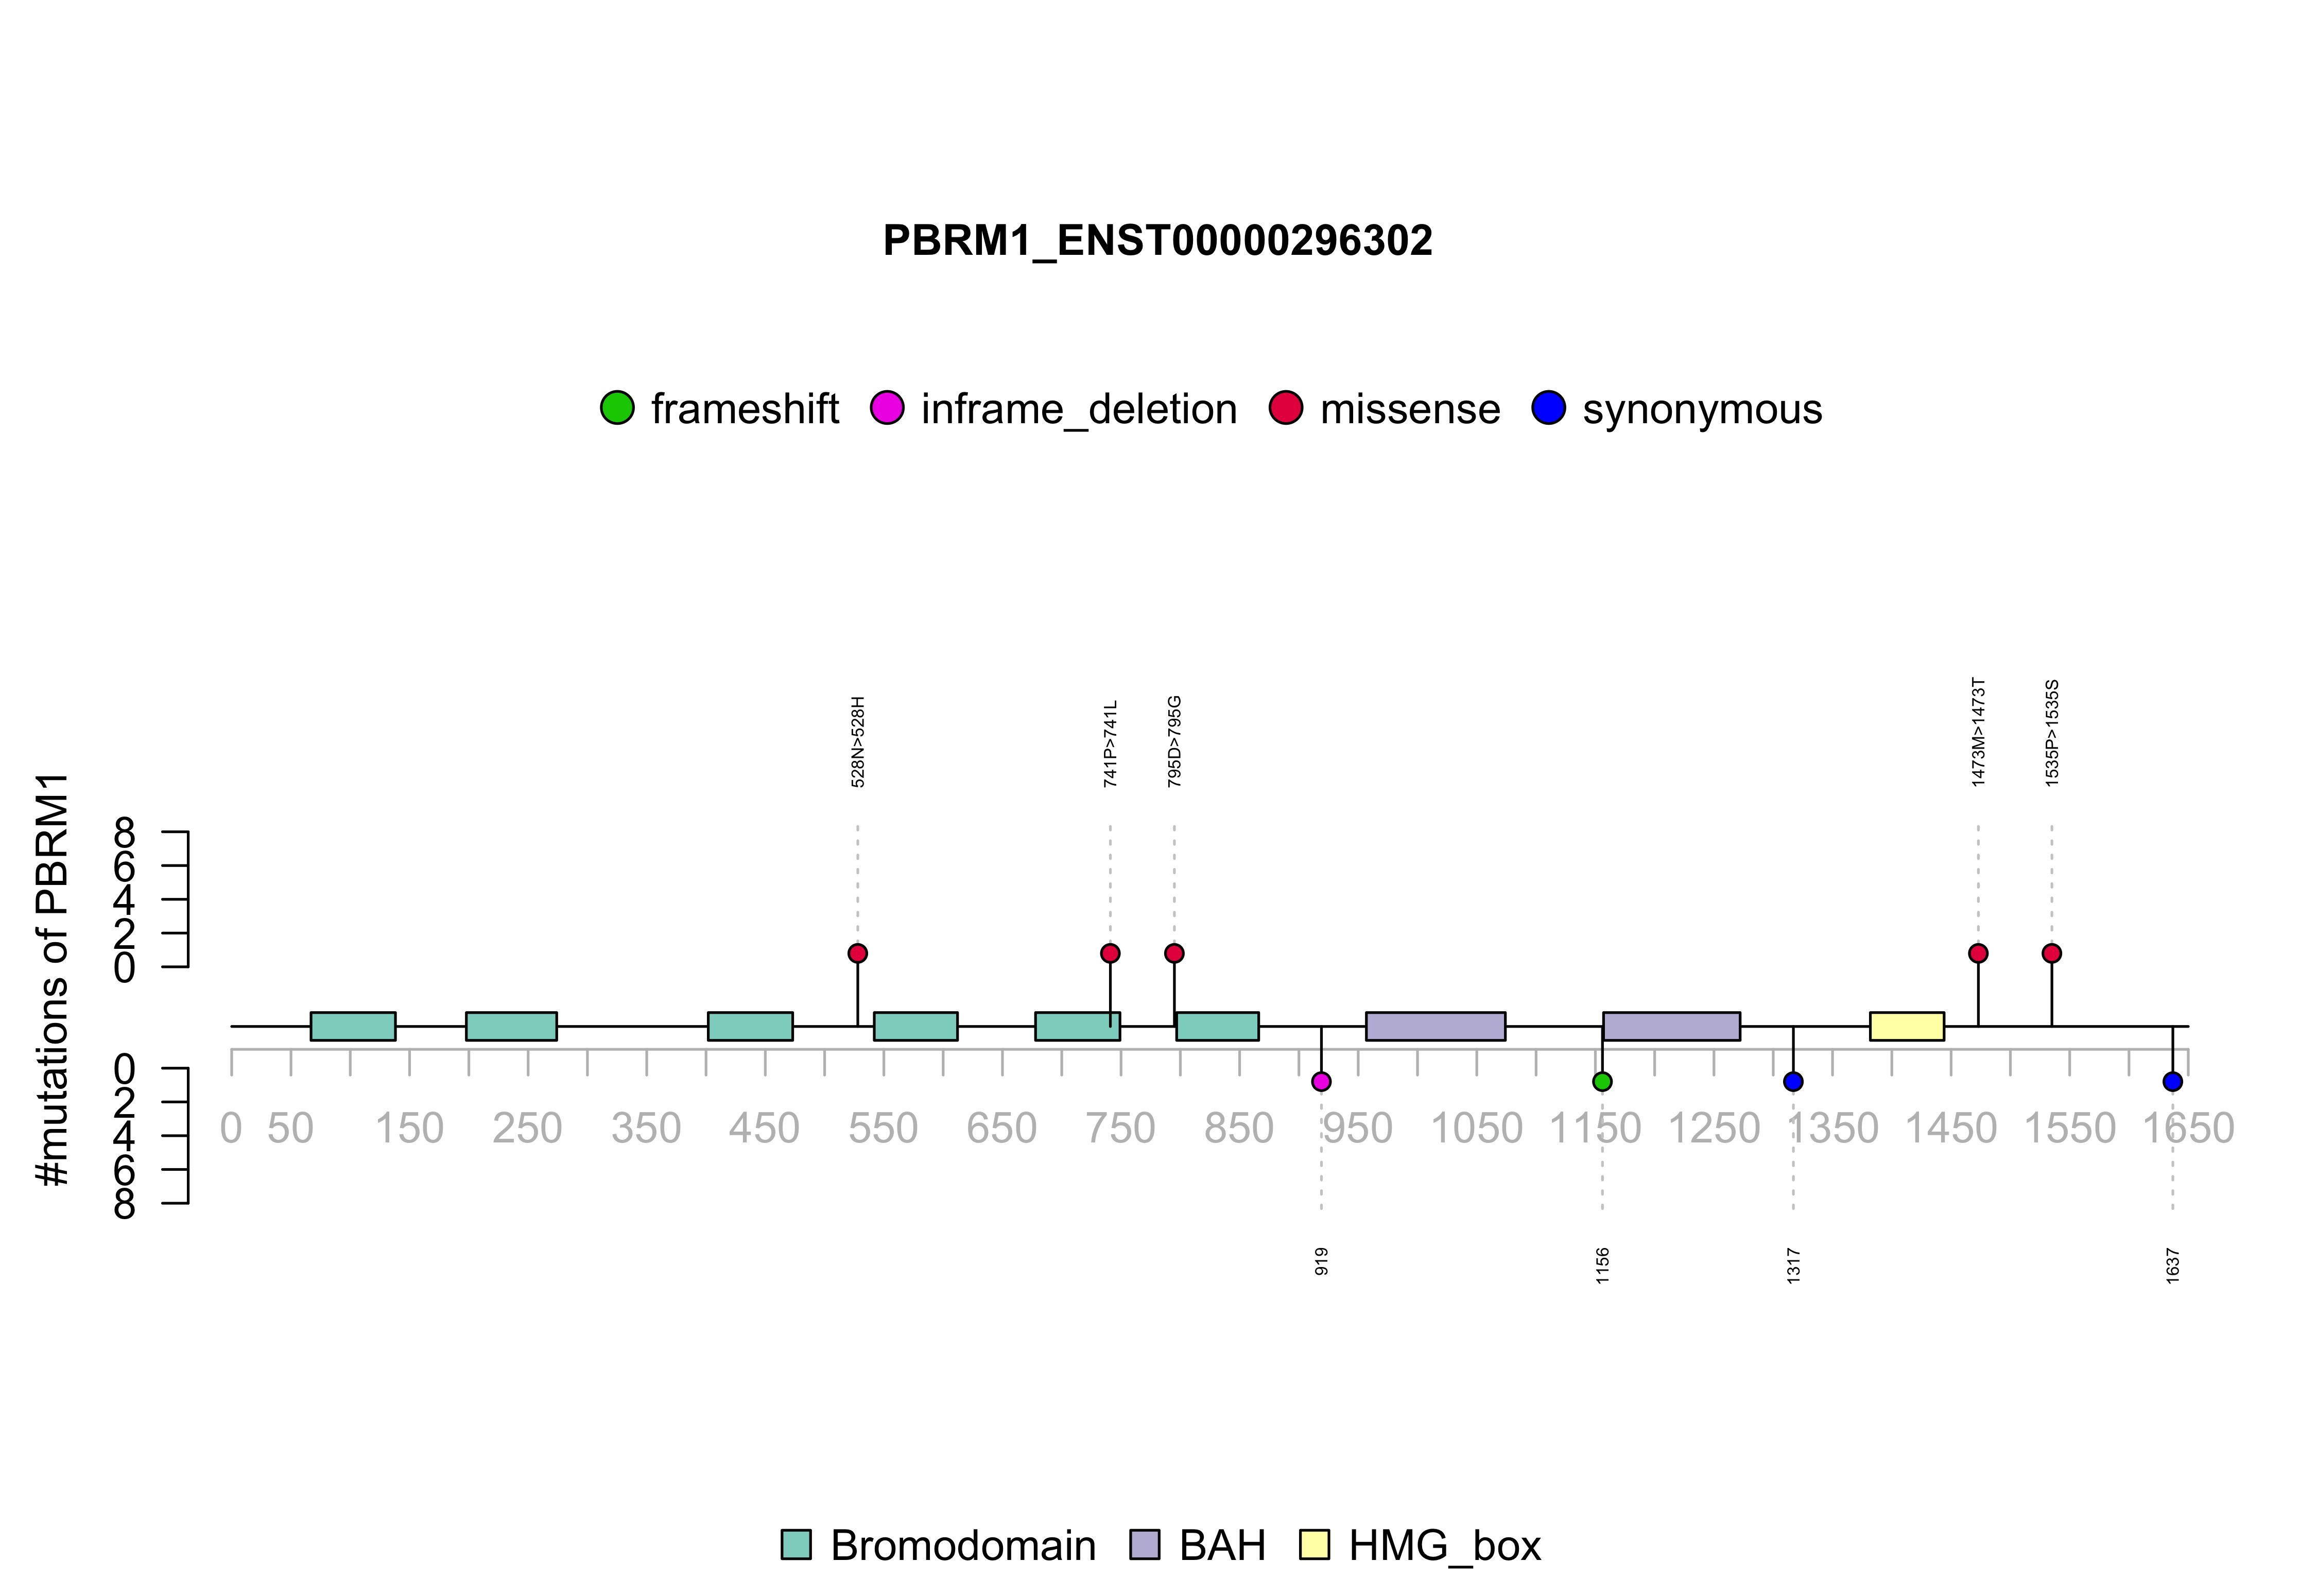 PBRM1_ENST00000296302
frameshift inframe_deletion missense synonymous
528N>528H 741P>741L 795D>795G 1473M>1473T 1535P>1535S
#mutations of PBRM1
8
6
4
2
0
0
2
4
6
8
0 50 150 250 350 450 550 650 750 850 950 1050 1150 1250 1350 1450 1550 1650
919 1156 1317 1637
Bromodomain BAH HMG_box